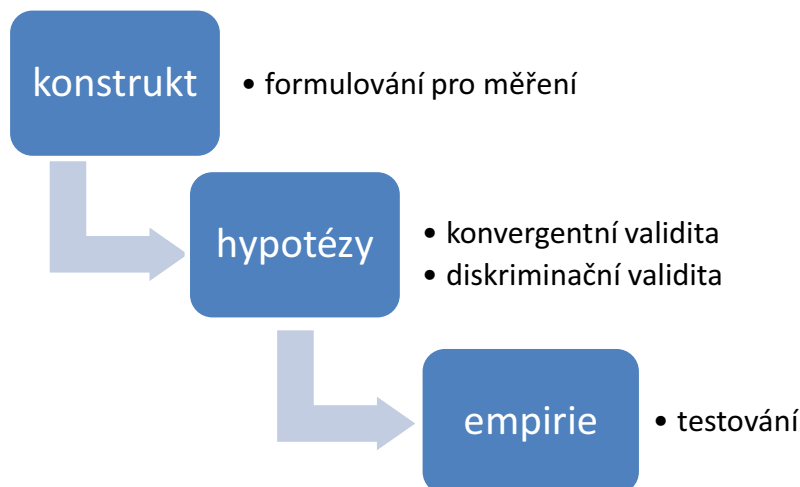 konstrukt
• formulování pro měření
hypotézy
• konvergentní validita
• diskriminační validita
empirie
• testování